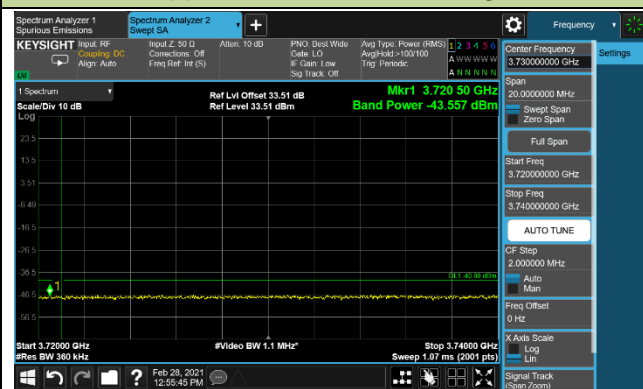 Spectrum Analyzer 1
Spurious Emissions
Spectrum Analyzer 2
Swept SA
Frequency
KEYSIGHT
Input: RF
Coupling: DC
Align: Auto
Input Z: 50 Ω
Corrections: Off
Freq Ref: Int (S)
Atten: 10 dB
PNO: Best Wide
Gate: LO
IF Gain: Low
Sig Track: Off
Avg Type: Power (RMS)
Avg|Hold:>100/100
Trig: Periodic
1 2 3 4 5 6
A W W W W W
A N N N N N
LXI
Center Frequency
3.730000000 GHz
Settings
Span
20.0000000 MHz
Swept Span
Zero Span
Full Span
Start Freq
3.720000000 GHz
Stop Freq
3.740000000 GHz
AUTO TUNE
CF Step
2.000000 MHz
Auto
Man
Freq Offset
0 Hz
X Axis Scale
Log
Lin
Signal Track
(Span Zoom)
1 Spectrum
Scale/Div 10 dB
Log
Ref Lvl Offset 33.51 dB
Ref Level 33.51 dBm
Mkr1 3.720 50 GHz
Band Power -43.557 dBm
23.5
13.5
3.51
-6.49
-16.5
-26.5
-36.5
-46.5
-56.5
1
DL1 -40.00 dBm
Start 3.72000 GHz
#Res BW 360 kHz
#Video BW 1.1 MHz*
Stop 3.74000 GHz
Sweep 1.07 ms (2001 pts)
?
Feb 28, 2021
12:55:45 PM